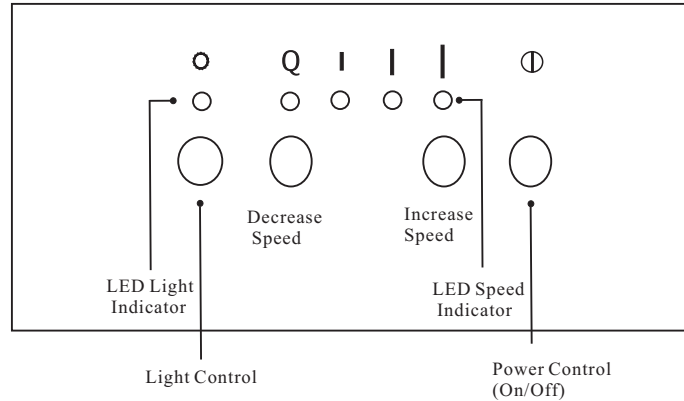 Q
Decrease
Speed
Increase
Speed
LED Light
Indicator
LED Speed
Indicator
Light Control
Power Control
(On/Off)